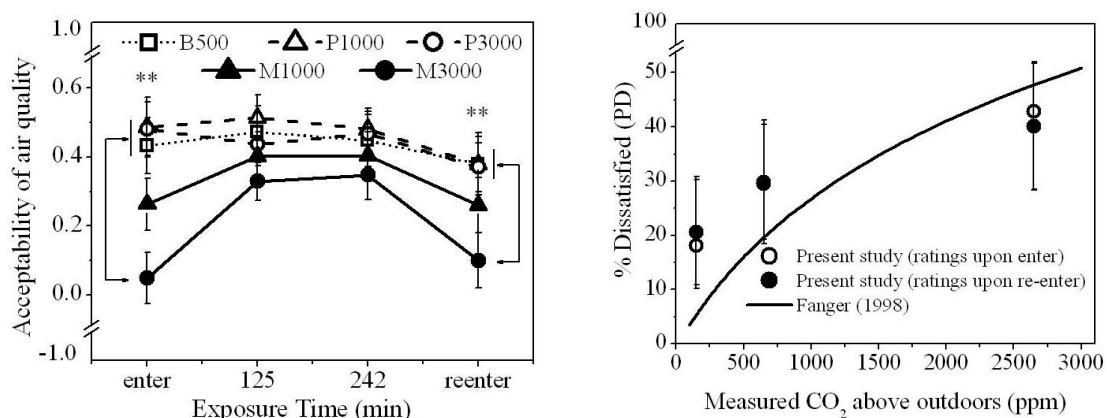 1.0
B500 P1000 P3000
M1000 M3000
**
**
0.6
0.4
0.2
0.0
-1.0
Acceptability of air quality
enter 125 242 reenter
Exposure Time (min)
100
50
40
30
20
10
0
% Dissatisfied (PD)
Present study (ratings upon enter)
Present study (ratings upon re-enter)
Fanger (1998)
0 500 1000 1500 2000 2500 3000
Measured CO₂ above outdoors (ppm)